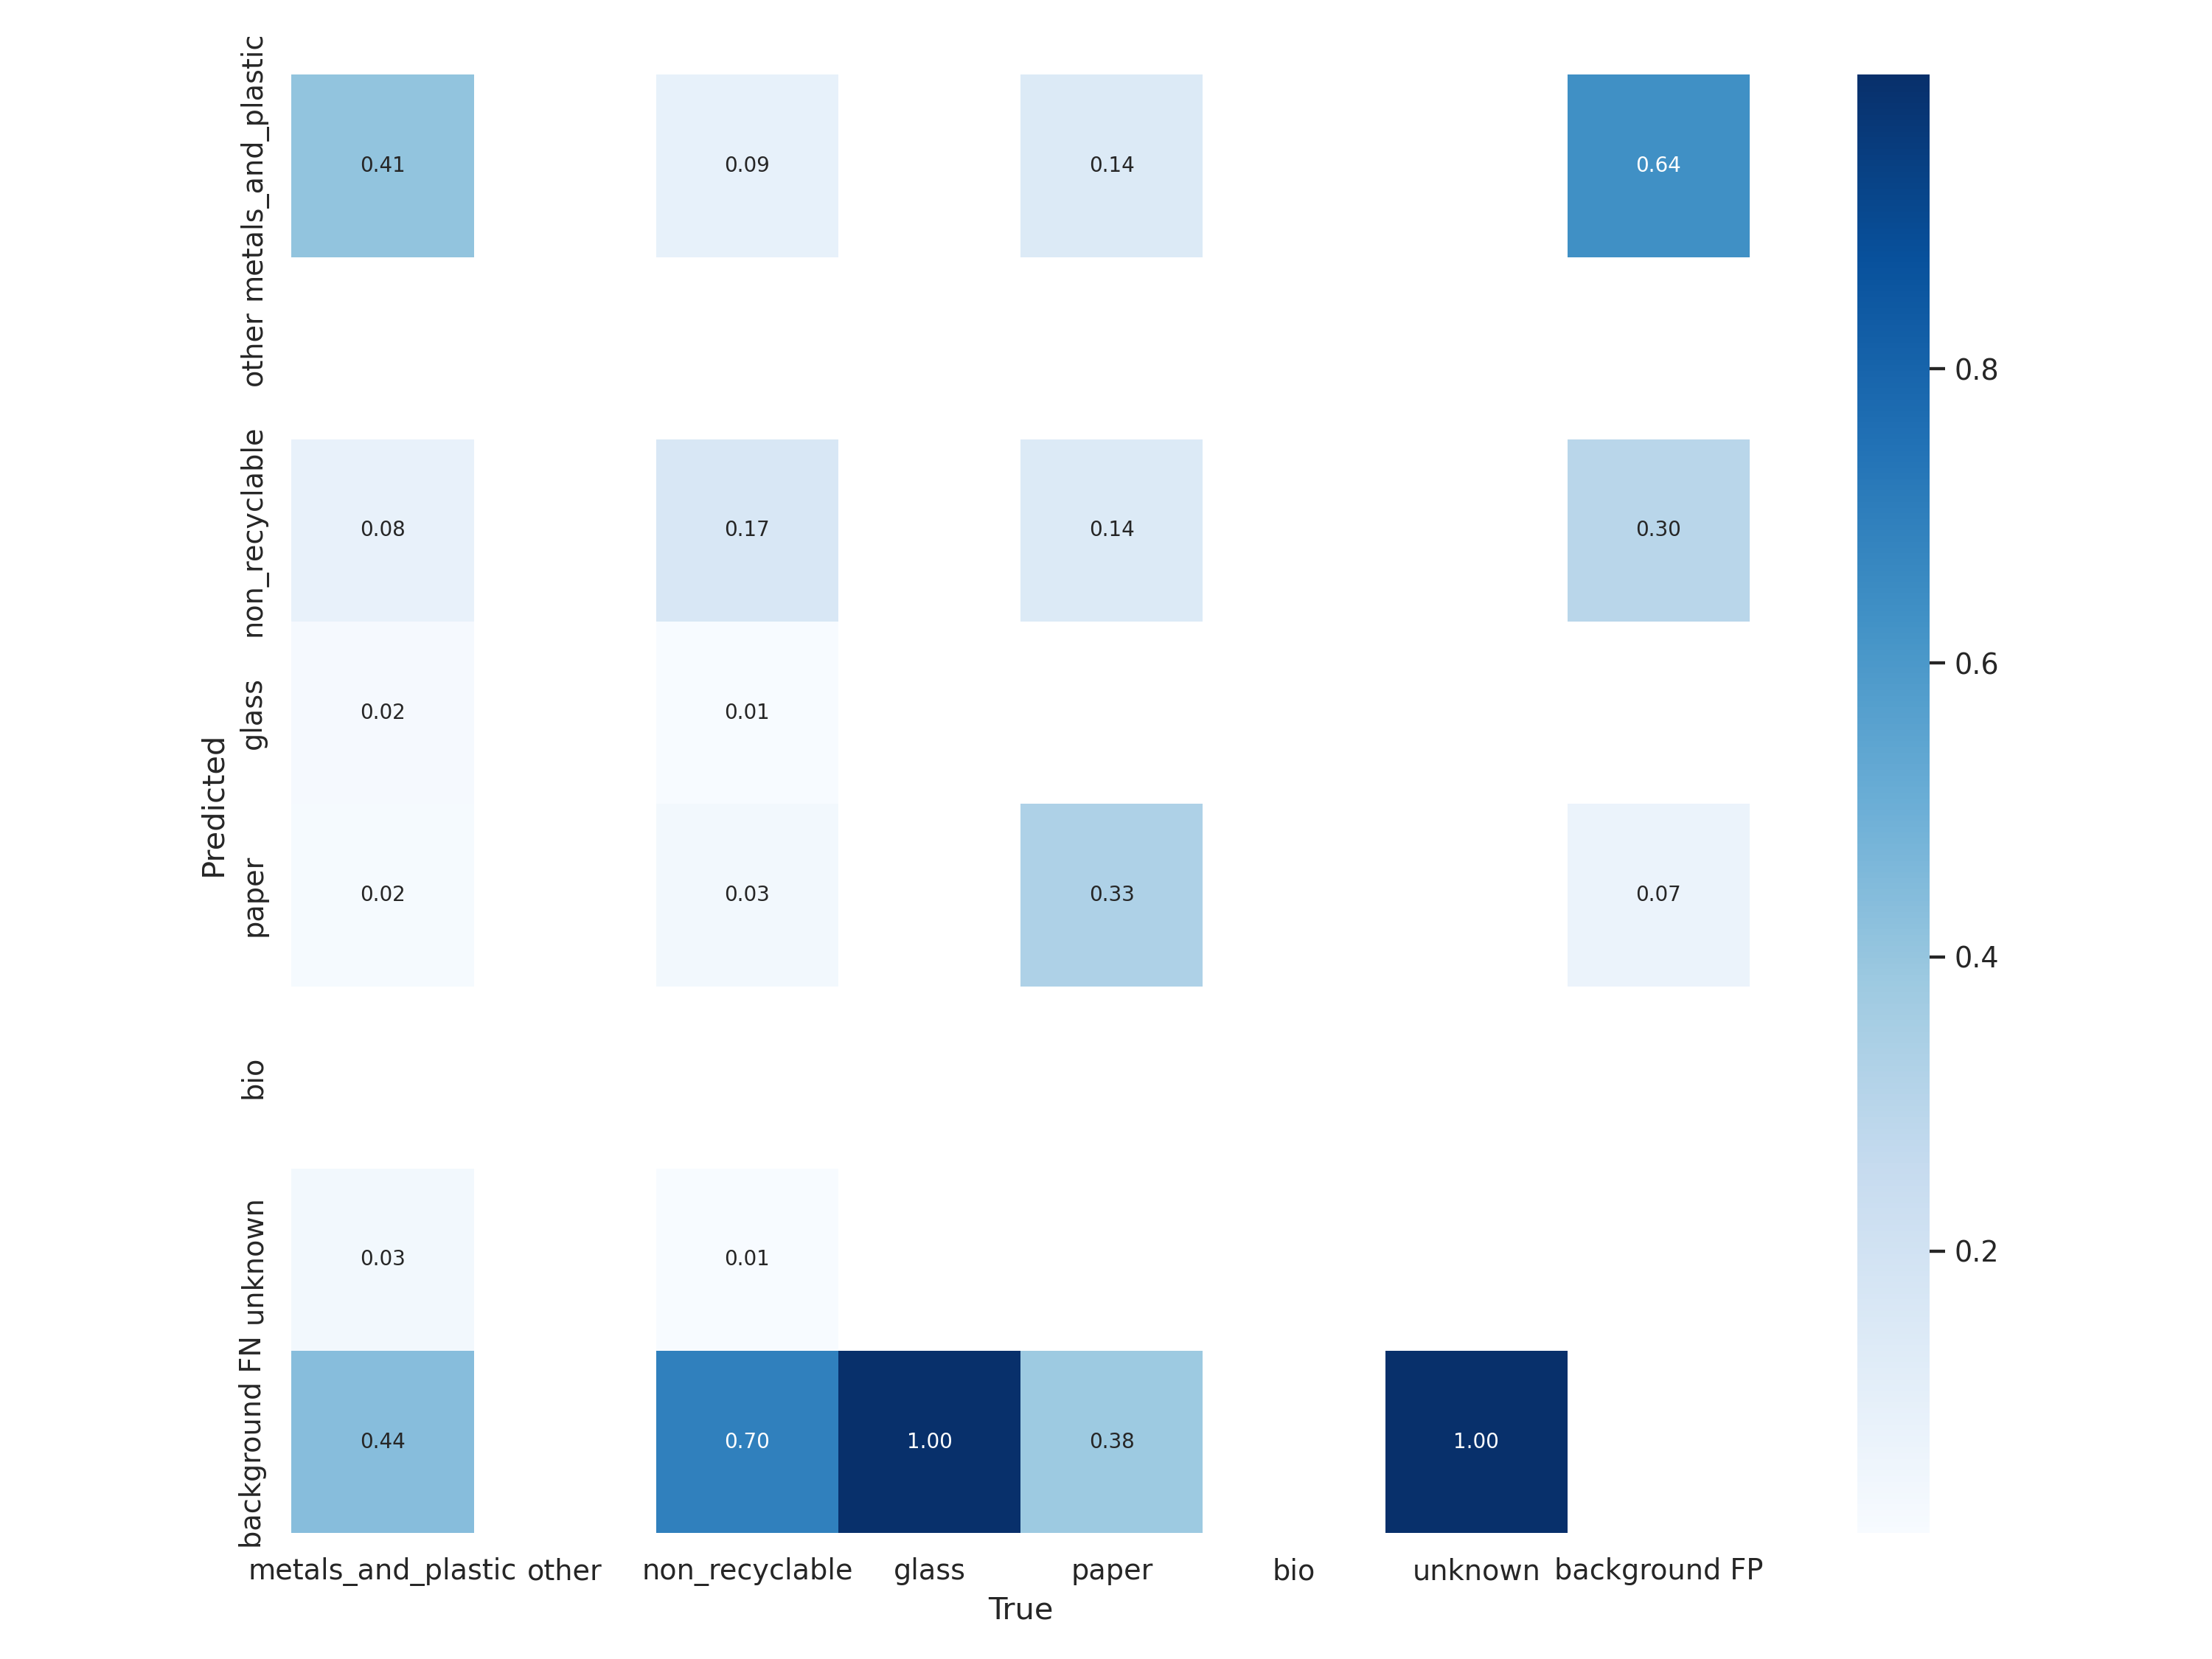 metals_and_plastic
other
non_recyclable
glass
paper
bio
unknown
background FN
Predicted
0.41 0.09 0.14 0.64
0.08 0.17 0.14 0.30
0.02 0.01
0.02 0.03 0.33 0.07
0.03 0.01
0.44 0.70 1.00 0.38 1.00
metals_and_plastic other non_recyclable glass paper bio unknown background FP
True
0.8
0.6
0.4
0.2